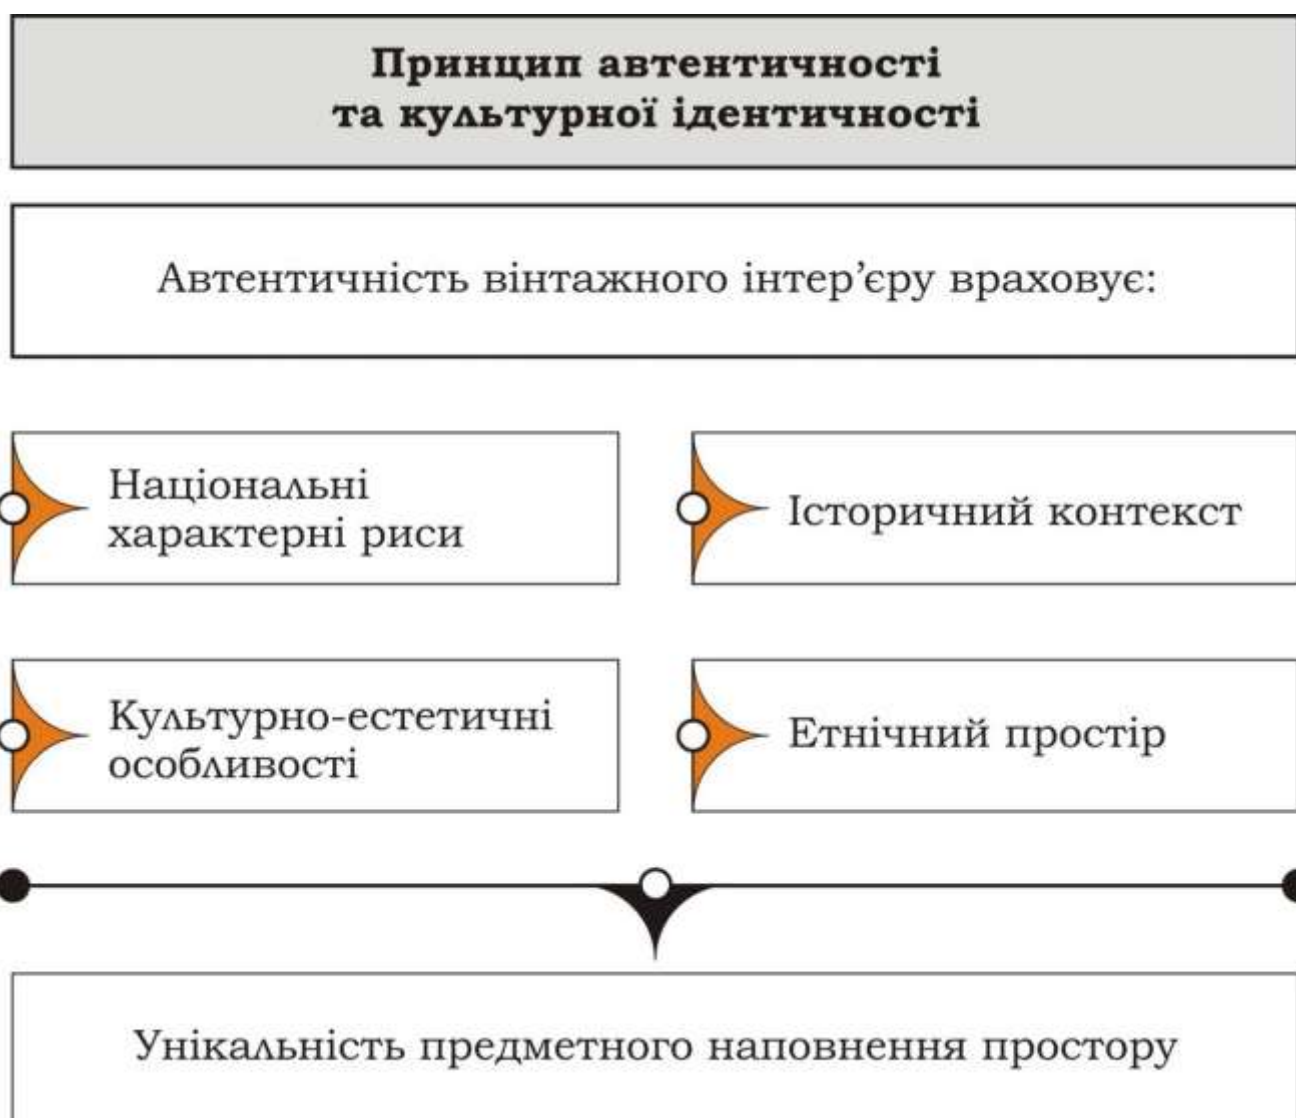 Принцип автентичності
та культурної ідентичності
Автентичність вінтажного інтер’єру враховує:
Національні
характерні риси
Історичний контекст
Культурно-естетичні
особливості
Етнічний простір
Унікальність предметного наповнення простору